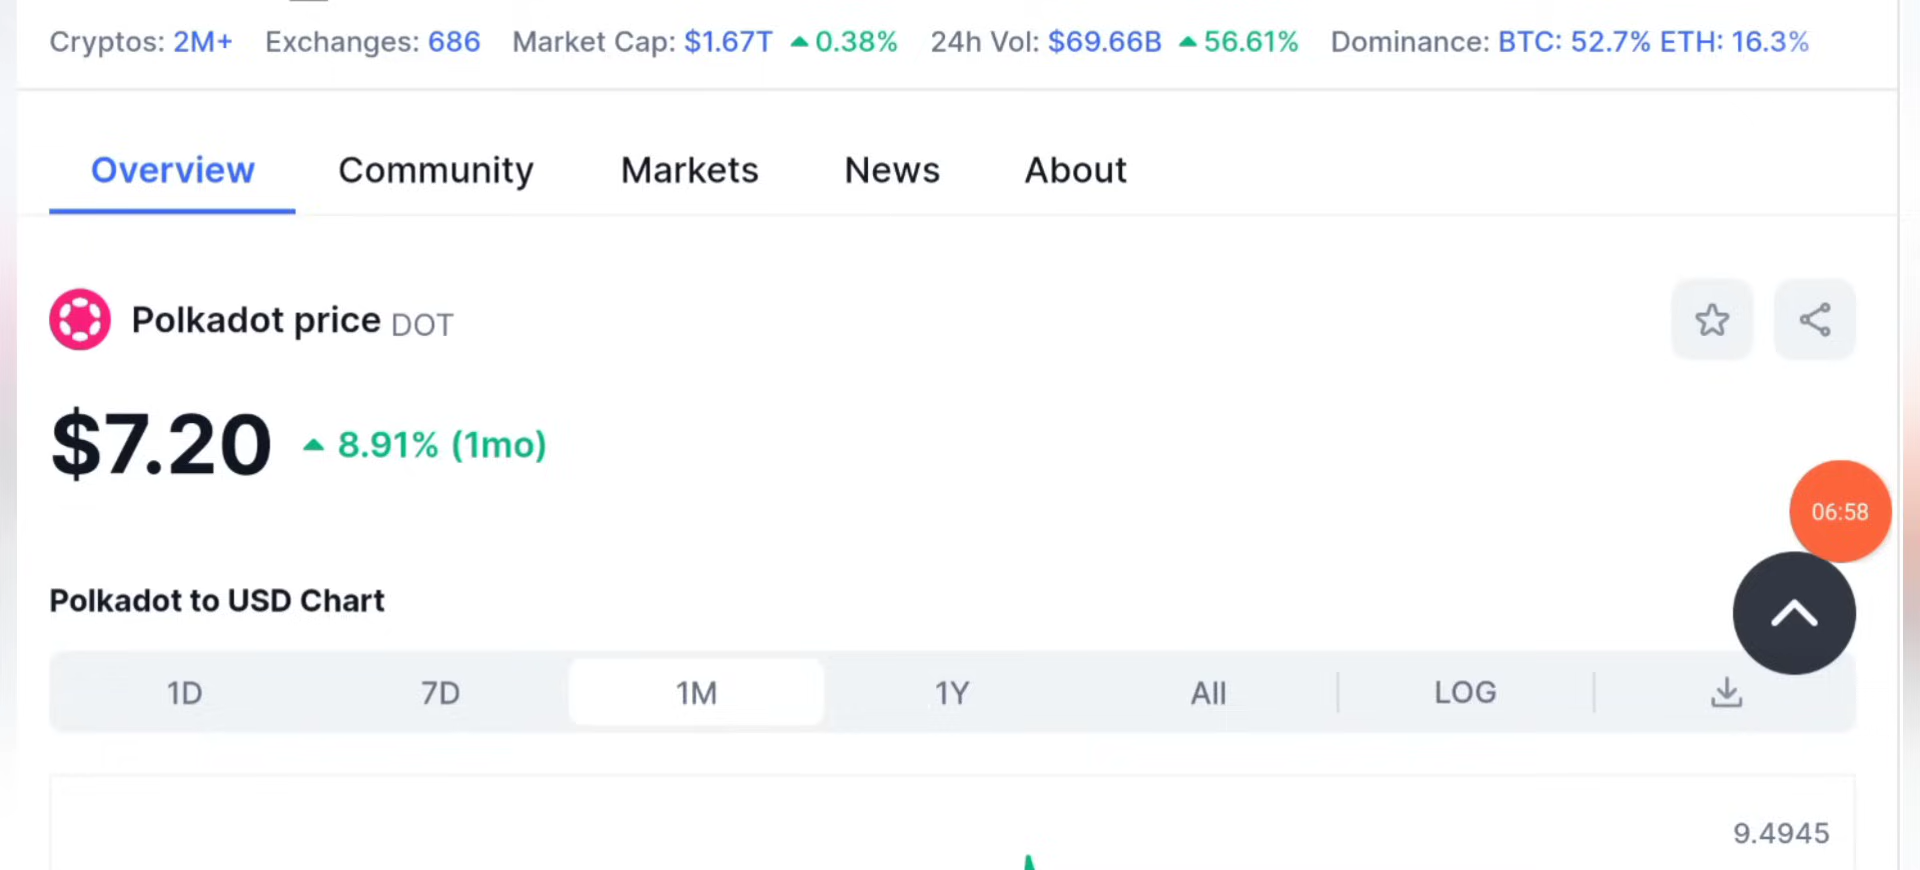 Cryptos: 2M+ Exchanges: 686 Market Cap: $1.67T 0.38% 24h Vol: $69.66B 56.61% Dominance: BTC: 52.7% ETH: 16.3%
Overview Community Markets News About
Polkadot price DOT
$7.20 8.91% (1mo)
06:58
Polkadot to USD Chart
1D 7D 1M 1Y All LOG
9.4945